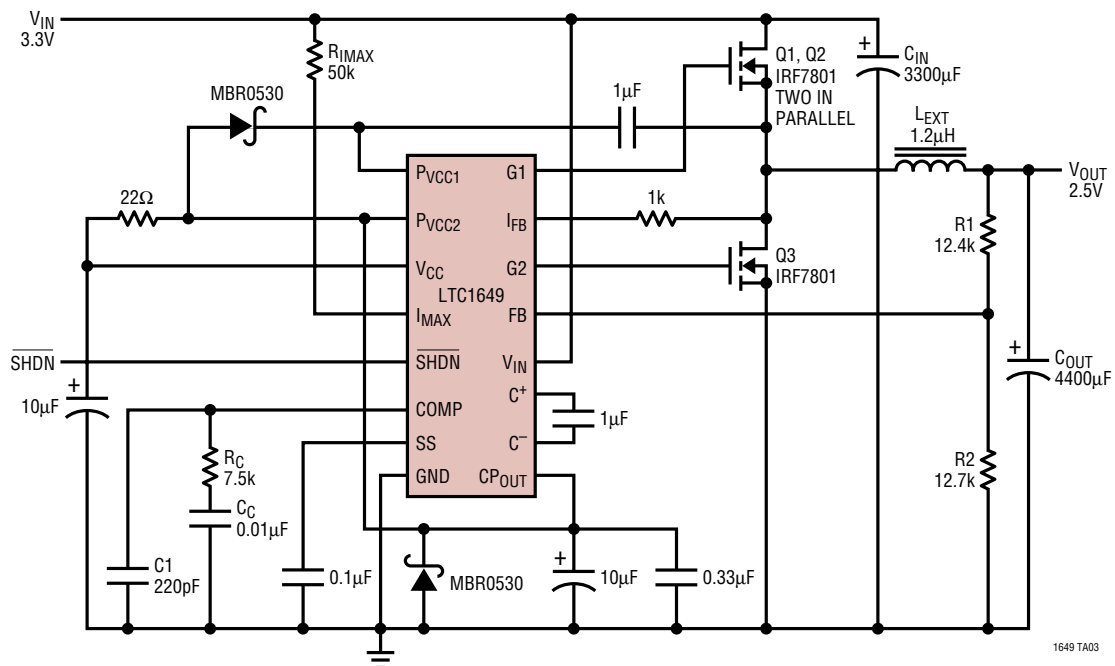 VIN
3.3V
RIMAX
50k
MBR0530
1µF
Q1, Q2
IRF7801
TWO IN
PARALLEL
+
CIN
3300µF
LEXT
1.2µH
VOUT
2.5V
22Ω
PVCC1
G1
PVCC2
IFB
1k
R1
12.4k
VCC
G2
Q3
IRF7801
LTC1649
IMAX
FB
SHDN
SHDN
VIN
+
COUT
4400µF
+
10µF
COMP
C+
1µF
SS
C–
RC
7.5k
GND
CPOUT
R2
12.7k
CC
0.01µF
C1
220pF
0.1µF
MBR0530
+
10µF
0.33µF
1649 TA03